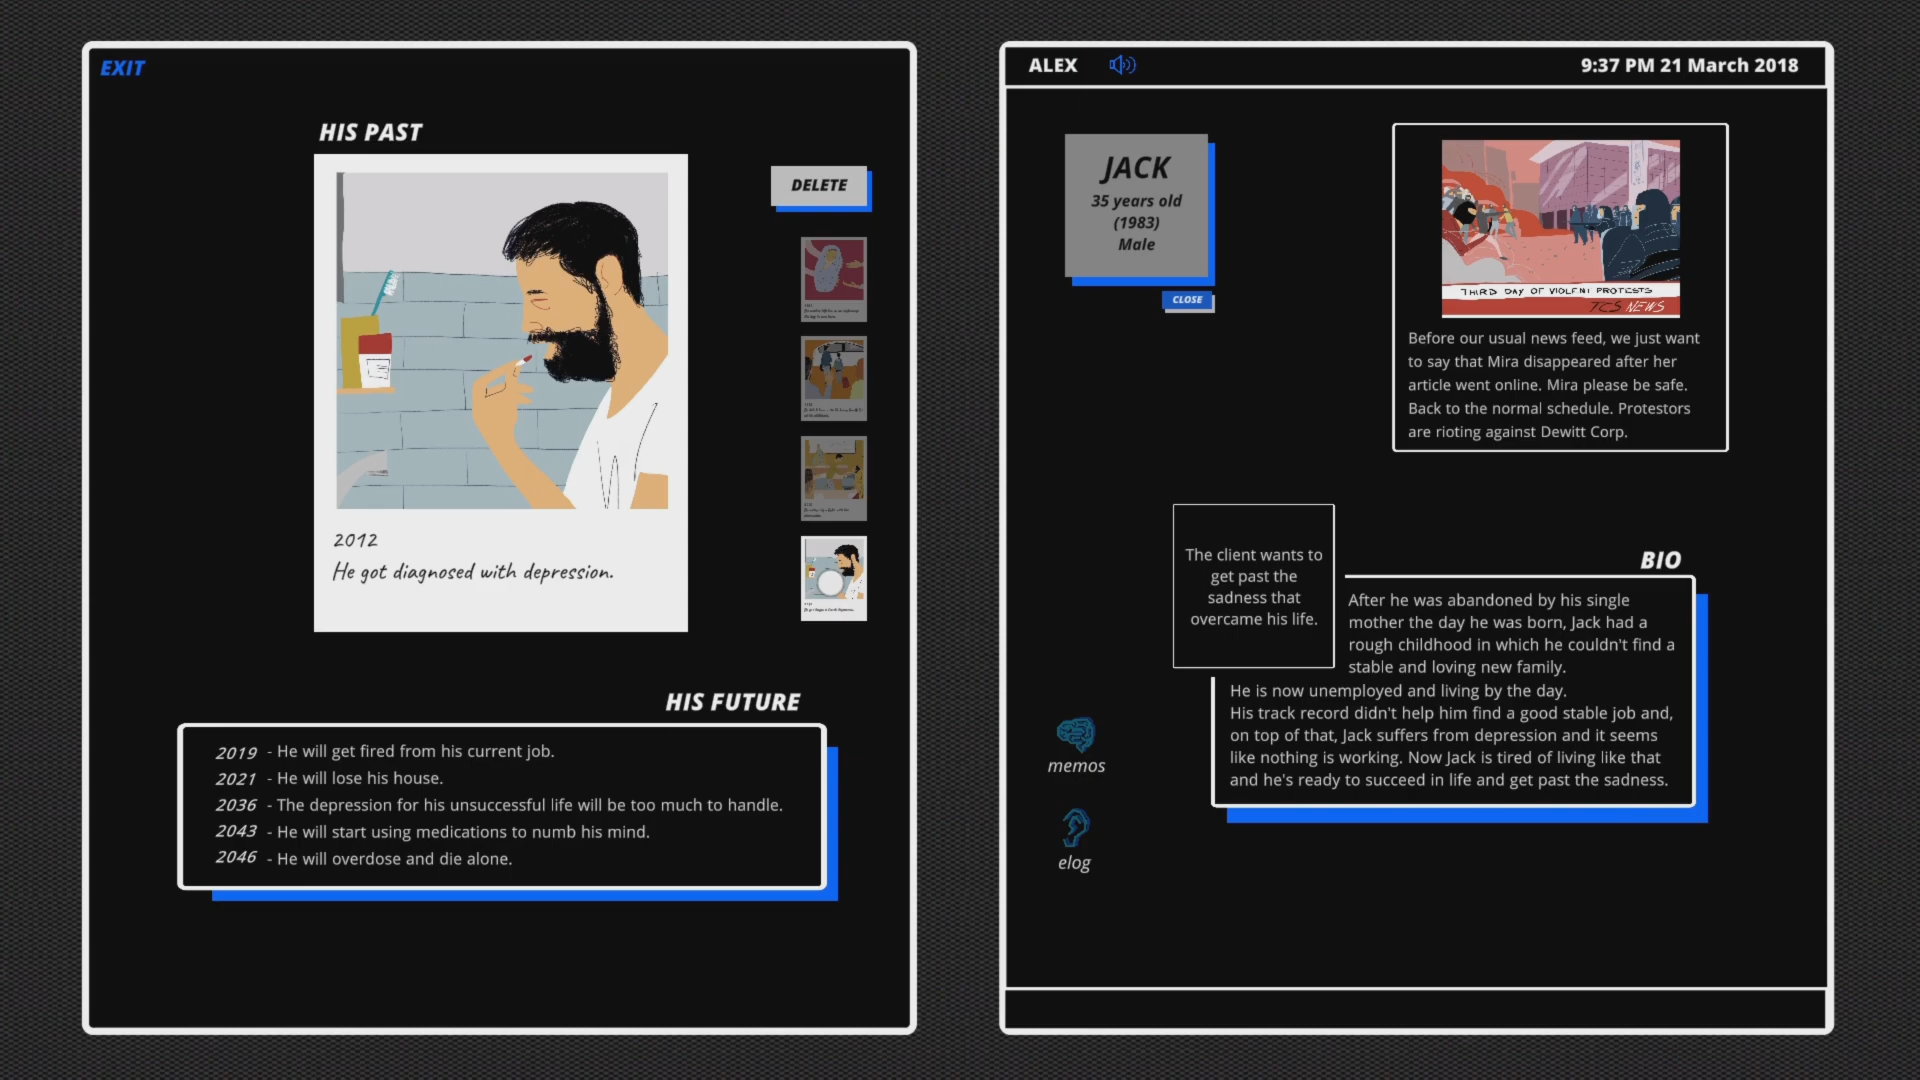 EXIT
HIS PAST
DELETE
2012
He got diagnosed with depression.
HIS FUTURE
2019 - He will get fired from his current job.
2021 - He will lose his house.
2036 - The depression for his unsuccessful life will be too much to handle.
2043 - He will start using medications to numb his mind.
2046 - He will overdose and die alone.
ALEX
9:37 PM 21 March 2018
JACK
35 years old
(1983)
Male
CLOSE
THIRD DAY OF VIOLENT PROTESTS
TCS NEWS
Before our usual news feed, we just want
to say that Mira disappeared after her
article went online. Mira please be safe.
Back to the normal schedule. Protestors
are rioting against Dewitt Corp.
The client wants to
get past the
sadness that
overcame his life.
BIO
After he was abandoned by his single
mother the day he was born, Jack had a
rough childhood in which he couldn't find a
stable and loving new family.
He is now unemployed and living by the day.
His track record didn't help him find a good stable job and,
on top of that, Jack suffers from depression and it seems
like nothing is working. Now Jack is tired of living like that
and he's ready to succeed in life and get past the sadness.
memos
elog